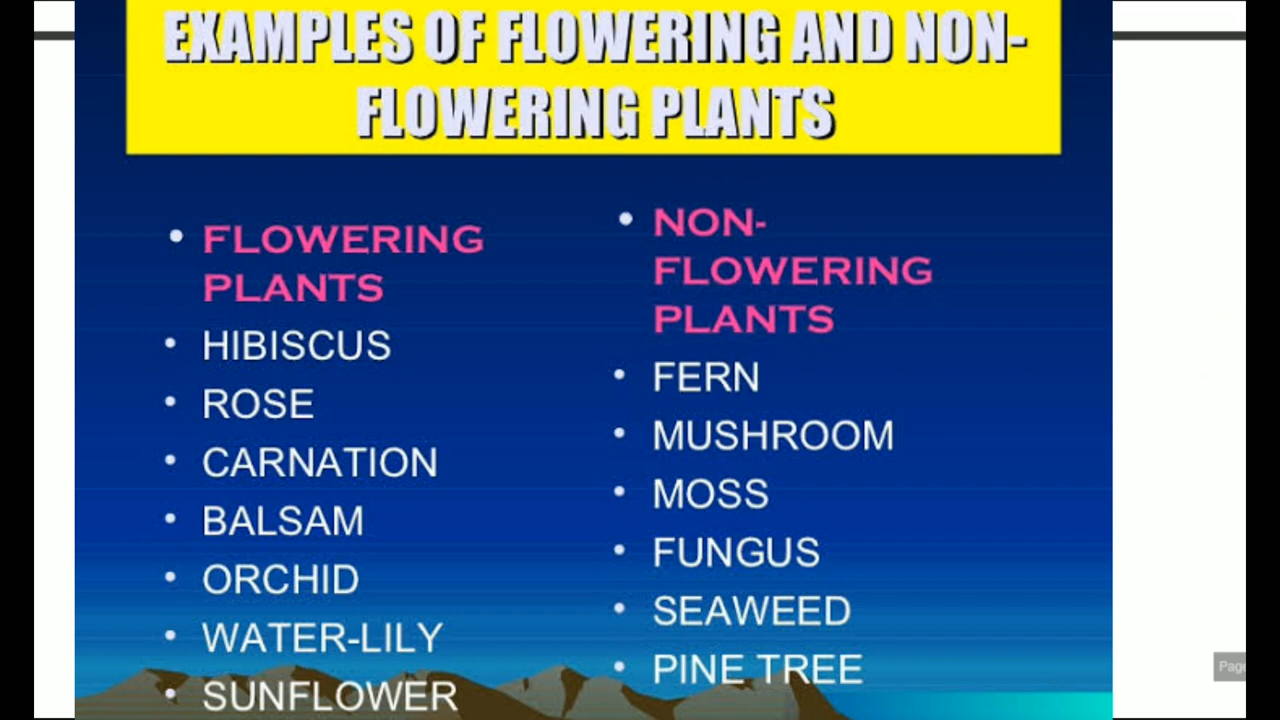 EXAMPLES OF FLOWERING AND NON-
FLOWERING PLANTS
• FLOWERING
PLANTS
• HIBISCUS
• ROSE
• CARNATION
• BALSAM
• ORCHID
• WATER-LILY
• SUNFLOWER
• NON-
FLOWERING
PLANTS
• FERN
• MUSHROOM
• MOSS
• FUNGUS
• SEAWEED
• PINE TREE
Page